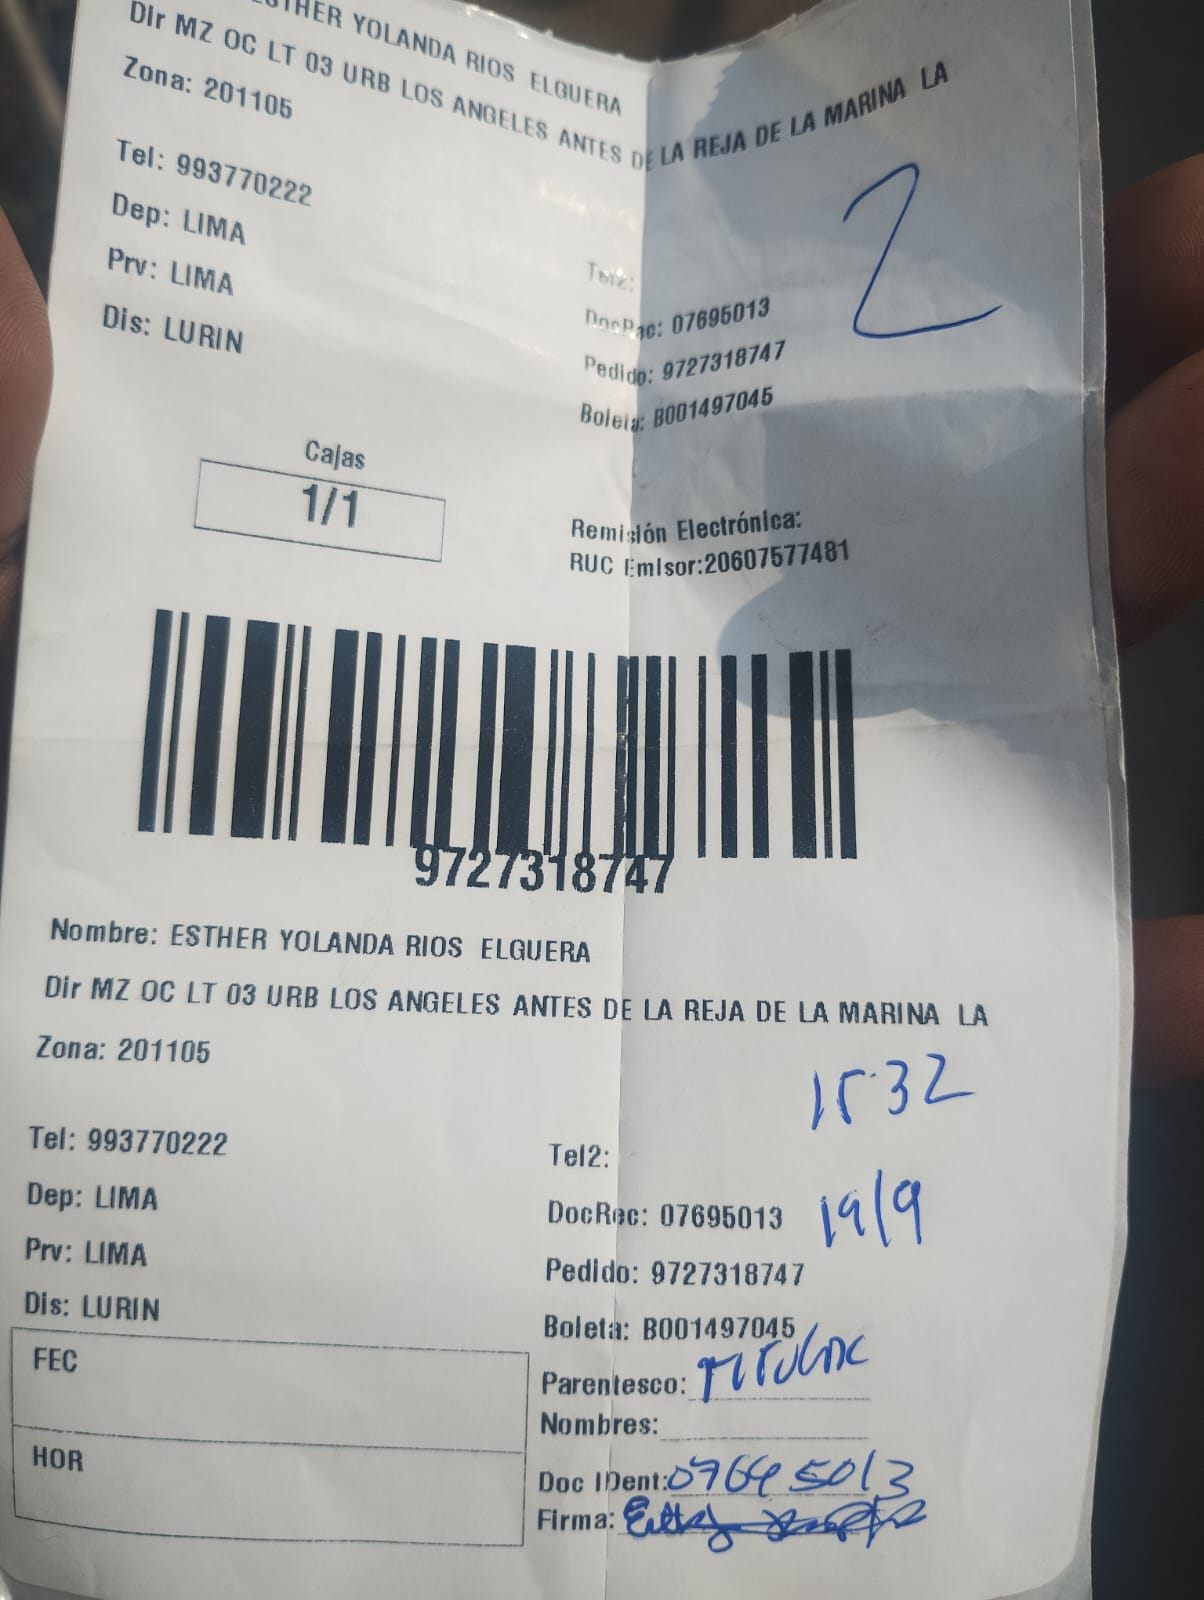 ESTHER YOLANDA RIOS ELGUERA
Dir MZ OC LT 03 URB LOS ANGELES ANTES DE LA REJA DE LA MARINA LA
Zona: 201105
2
Tel: 993770222
Dep: LIMA
Prv: LIMA
Dis: LURIN
Tel2:
DocRec: 07695013
Pedido: 9727318747
Boleta: B001497045
Cajas
1/1
Remisión Electrónica:
RUC Emisor:20607577481
9727318747
Nombre: ESTHER YOLANDA RIOS ELGUERA
Dir MZ OC LT 03 URB LOS ANGELES ANTES DE LA REJA DE LA MARINA LA
Zona: 201105
15:32
Tel: 993770222
Dep: LIMA
Prv: LIMA
Dis: LURIN
Tel2:
DocRec: 07695013
19/9
Pedido: 9727318747
Boleta: B001497045
FEC
HOR
Parentesco: Titular
Nombres:
Doc IDent: 07695013
Firma: